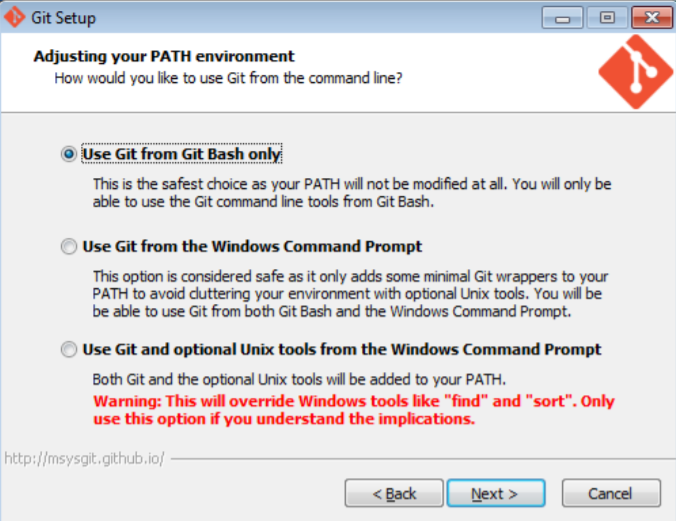 Git Setup
Adjusting your PATH environment
How would you like to use Git from the command line?
Use Git from Git Bash only
This is the safest choice as your PATH will not be modified at all. You will only be
able to use the Git command line tools from Git Bash.
Use Git from the Windows Command Prompt
This option is considered safe as it only adds some minimal Git wrappers to your
PATH to avoid cluttering your environment with optional Unix tools. You will be
be able to use Git from both Git Bash and the Windows Command Prompt.
Use Git and optional Unix tools from the Windows Command Prompt
Both Git and the optional Unix tools will be added to your PATH.
Warning: This will override Windows tools like "find" and "sort". Only
use this option if you understand the implications.
http://msysgit.github.io/
< Back Next > Cancel